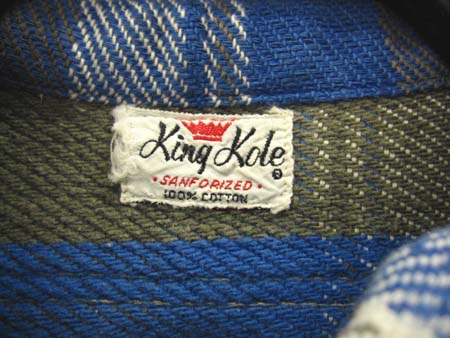 King Kole ®
• SANFORIZED •
100% COTTON